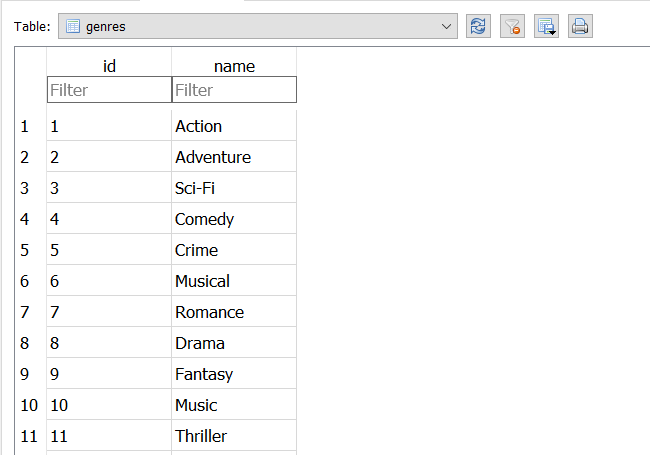 Table: genres
id name
Filter Filter
1 1 Action
2 2 Adventure
3 3 Sci-Fi
4 4 Comedy
5 5 Crime
6 6 Musical
7 7 Romance
8 8 Drama
9 9 Fantasy
10 10 Music
11 11 Thriller